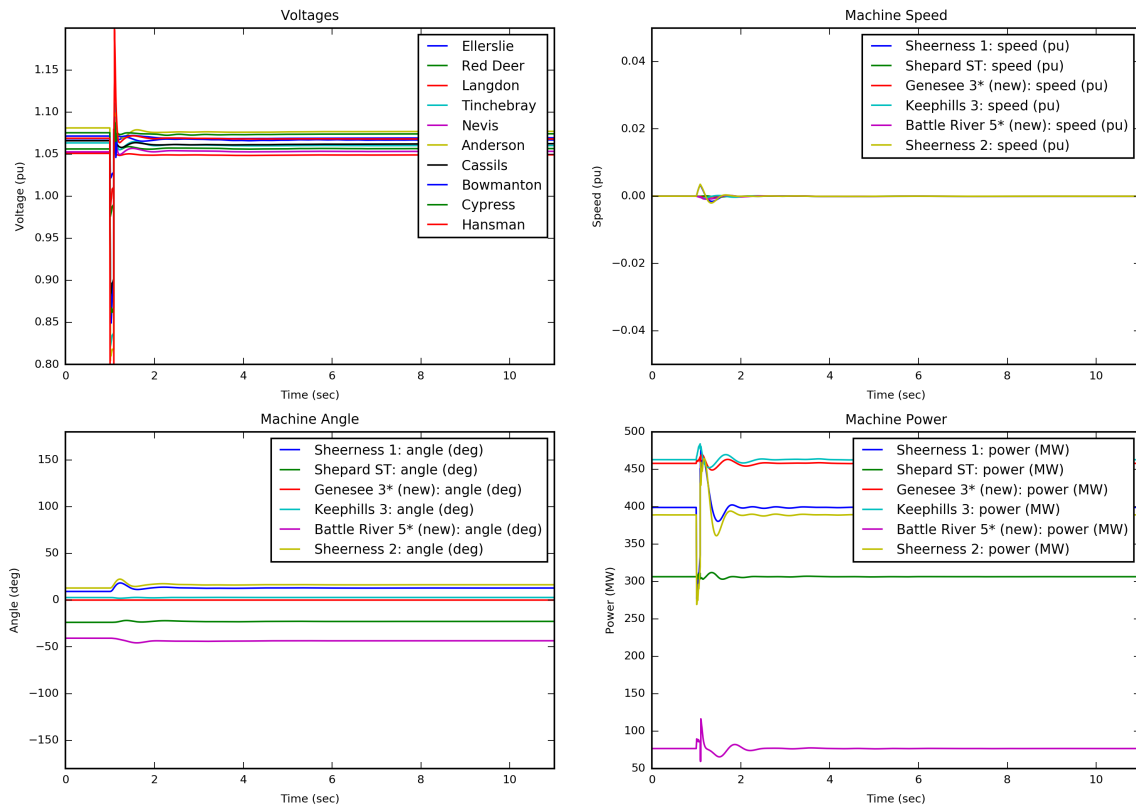 Voltages
1.15
1.10
1.05
1.00
0.95
0.90
0.85
0.80
Voltage (pu)
0 2 4 6 8 10
Time (sec)
Ellerslie
Red Deer
Langdon
Tinchebray
Nevis
Anderson
Cassils
Bowmanton
Cypress
Hansman
Machine Speed
0.04
0.02
0.00
−0.02
−0.04
Speed (pu)
0 2 4 6 8 10
Time (sec)
Sheerness 1: speed (pu)
Shepard ST: speed (pu)
Genesee 3* (new): speed (pu)
Keephills 3: speed (pu)
Battle River 5* (new): speed (pu)
Sheerness 2: speed (pu)
Machine Angle
150
100
50
0
−50
−100
−150
Angle (deg)
0 2 4 6 8 10
Time (sec)
Sheerness 1: angle (deg)
Shepard ST: angle (deg)
Genesee 3* (new): angle (deg)
Keephills 3: angle (deg)
Battle River 5* (new): angle (deg)
Sheerness 2: angle (deg)
Machine Power
500
450
400
350
300
250
200
150
100
50
Power (MW)
0 2 4 6 8 10
Time (sec)
Sheerness 1: power (MW)
Shepard ST: power (MW)
Genesee 3* (new): power (MW)
Keephills 3: power (MW)
Battle River 5* (new): power (MW)
Sheerness 2: power (MW)